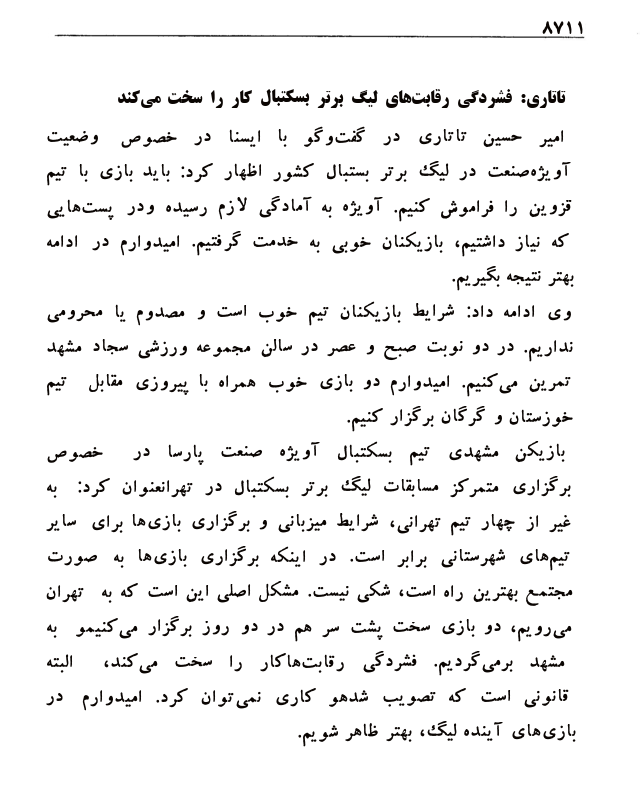 ۸۷۱۱
تاتاری: فشردگی رقابت‌های لیگ برتر بسکتبال کار را سخت می‌کند
امیر حسین تاتاری در گفت‌وگو با ایسنا در خصوص وضعیت
آویژه‌صنعت در لیگ برتر بستبال کشور اظهار کرد: باید بازی با تیم
قزوین را فراموش کنیم. آویژه به آمادگی لازم رسیده ودر پست‌هایی
که نیاز داشتیم، بازیکنان خوبی به خدمت گرفتیم. امیدوارم در ادامه
بهتر نتیجه بگیریم.
وی ادامه داد: شرایط بازیکنان تیم خوب است و مصدوم یا محرومی
نداریم. در دو نوبت صبح و عصر در سالن مجموعه ورزشی سجاد مشهد
تمرین می‌کنیم. امیدوارم دو بازی خوب همراه با پیروزی مقابل تیم
خوزستان و گرگان برگزار کنیم.
بازیکن مشهدی تیم بسکتبال آویژه صنعت پارسا در خصوص
برگزاری متمرکز مسابقات لیگ برتر بسکتبال در تهرانعنوان کرد: به
غیر از چهار تیم تهرانی، شرایط میزبانی و برگزاری بازی‌ها برای سایر
تیم‌های شهرستانی برابر است. در اینکه برگزاری بازی‌ها به صورت
مجتمع بهترین راه است، شکی نیست. مشکل اصلی این است که به تهران
می‌رویم، دو بازی سخت پشت سر هم در دو روز برگزار می‌کنیمو به
مشهد برمی‌گردیم. فشردگی رقابت‌هاکار را سخت می‌کند، البته
قانونی است که تصویب شدهو کاری نمی‌توان کرد. امیدوارم در
بازی‌های آینده لیگ، بهتر ظاهر شویم.